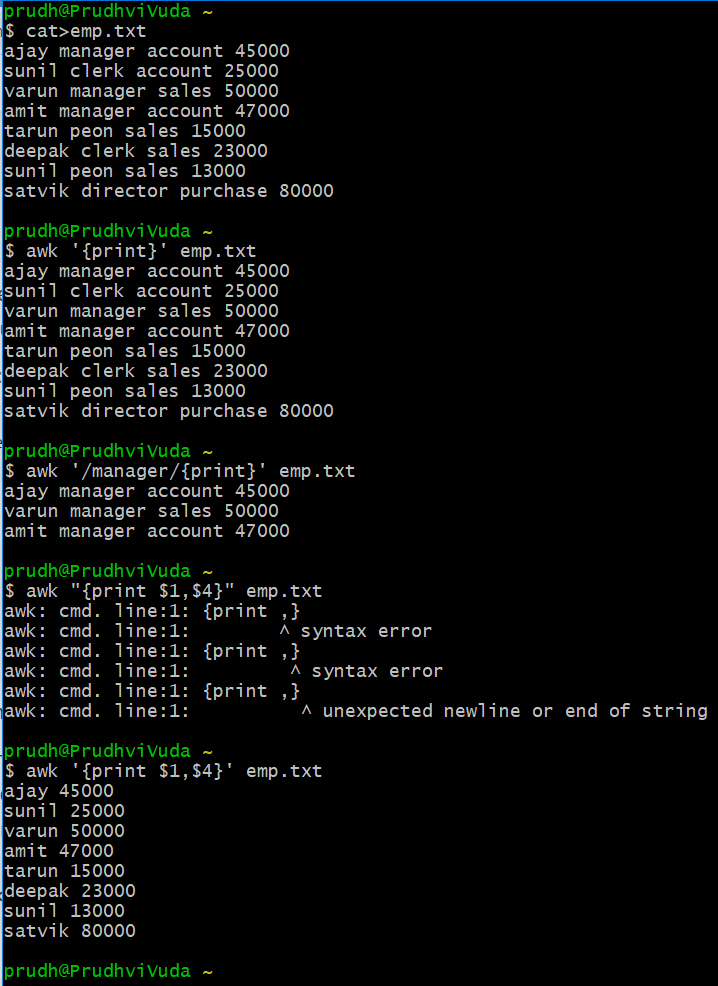 prudh@PrudhviVuda ~
$ cat>emp.txt
ajay manager account 45000
sunil clerk account 25000
varun manager sales 50000
amit manager account 47000
tarun peon sales 15000
deepak clerk sales 23000
sunil peon sales 13000
satvik director purchase 80000
prudh@PrudhviVuda ~
$ awk '{print}' emp.txt
ajay manager account 45000
sunil clerk account 25000
varun manager sales 50000
amit manager account 47000
tarun peon sales 15000
deepak clerk sales 23000
sunil peon sales 13000
satvik director purchase 80000
prudh@PrudhviVuda ~
$ awk '/manager/{print}' emp.txt
ajay manager account 45000
varun manager sales 50000
amit manager account 47000
prudh@PrudhviVuda ~
$ awk "{print $1,$4}" emp.txt
awk: cmd. line:1: {print ,}
awk: cmd. line:1:        ^ syntax error
awk: cmd. line:1: {print ,}
awk: cmd. line:1:         ^ syntax error
awk: cmd. line:1: {print ,}
awk: cmd. line:1:          ^ unexpected newline or end of string
prudh@PrudhviVuda ~
$ awk '{print $1,$4}' emp.txt
ajay 45000
sunil 25000
varun 50000
amit 47000
tarun 15000
deepak 23000
sunil 13000
satvik 80000
prudh@PrudhviVuda ~